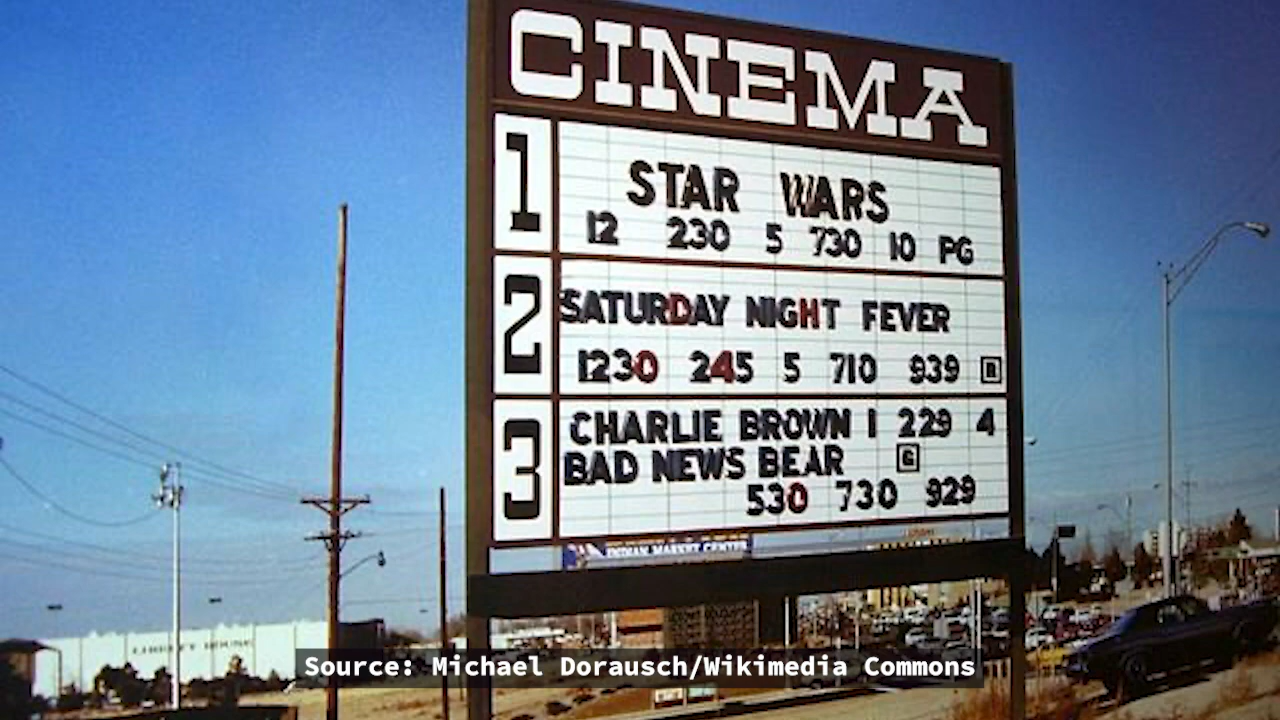 CINEMA
1
STAR WARS
12 230 5 730 10 PG
2
SATURDAY NIGHT FEVER
1230 245 5 710 939 R
3
CHARLIE BROWN 1 229 4
BAD NEWS BEAR G
530 730 929
INDIAN MARKET CENTER
LIBERTY HOUSE
Source: Michael Dorausch/Wikimedia Commons